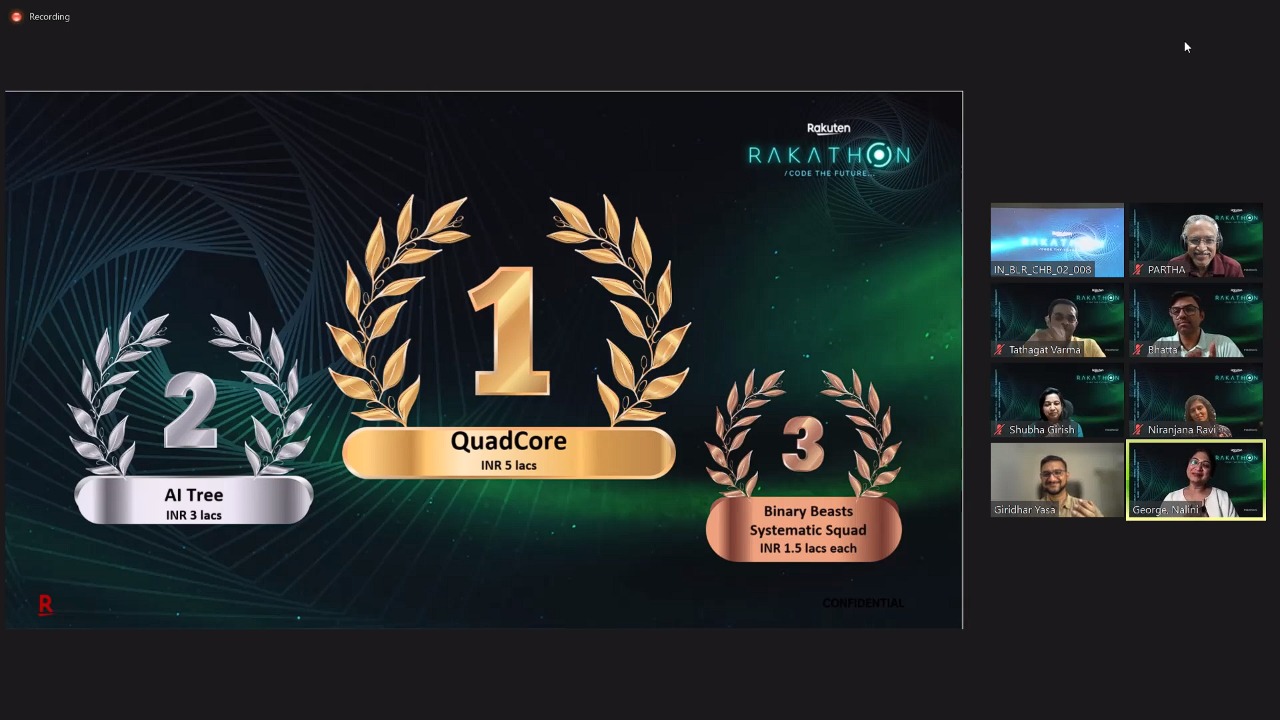 Recording
Rakuten
RAKATHON
/CODE THE FUTURE...
1
2
3
QuadCore
INR 5 lacs
AI Tree
INR 3 lacs
Binary Beasts
Systematic Squad
INR 1.5 lacs each
R
CONFIDENTIAL
IN_BLR_CHB_02_008
PARTHA
Tathagat Varma
Bhatta
Shubha Girish
Niranjana Ravi
Giridhar Yasa
George, Nalini